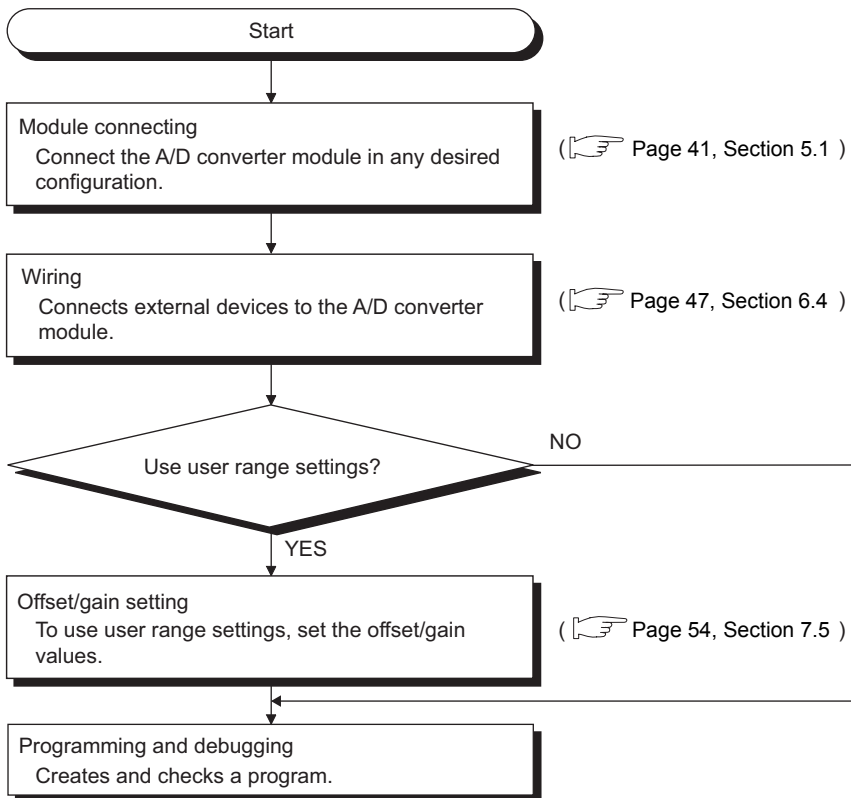 Start
Module connecting
Connect the A/D converter module in any desired
configuration.
( Page 41, Section 5.1 )
Wiring
Connects external devices to the A/D converter
module.
( Page 47, Section 6.4 )
Use user range settings?
NO
YES
Offset/gain setting
To use user range settings, set the offset/gain
values.
( Page 54, Section 7.5 )
Programming and debugging
Creates and checks a program.